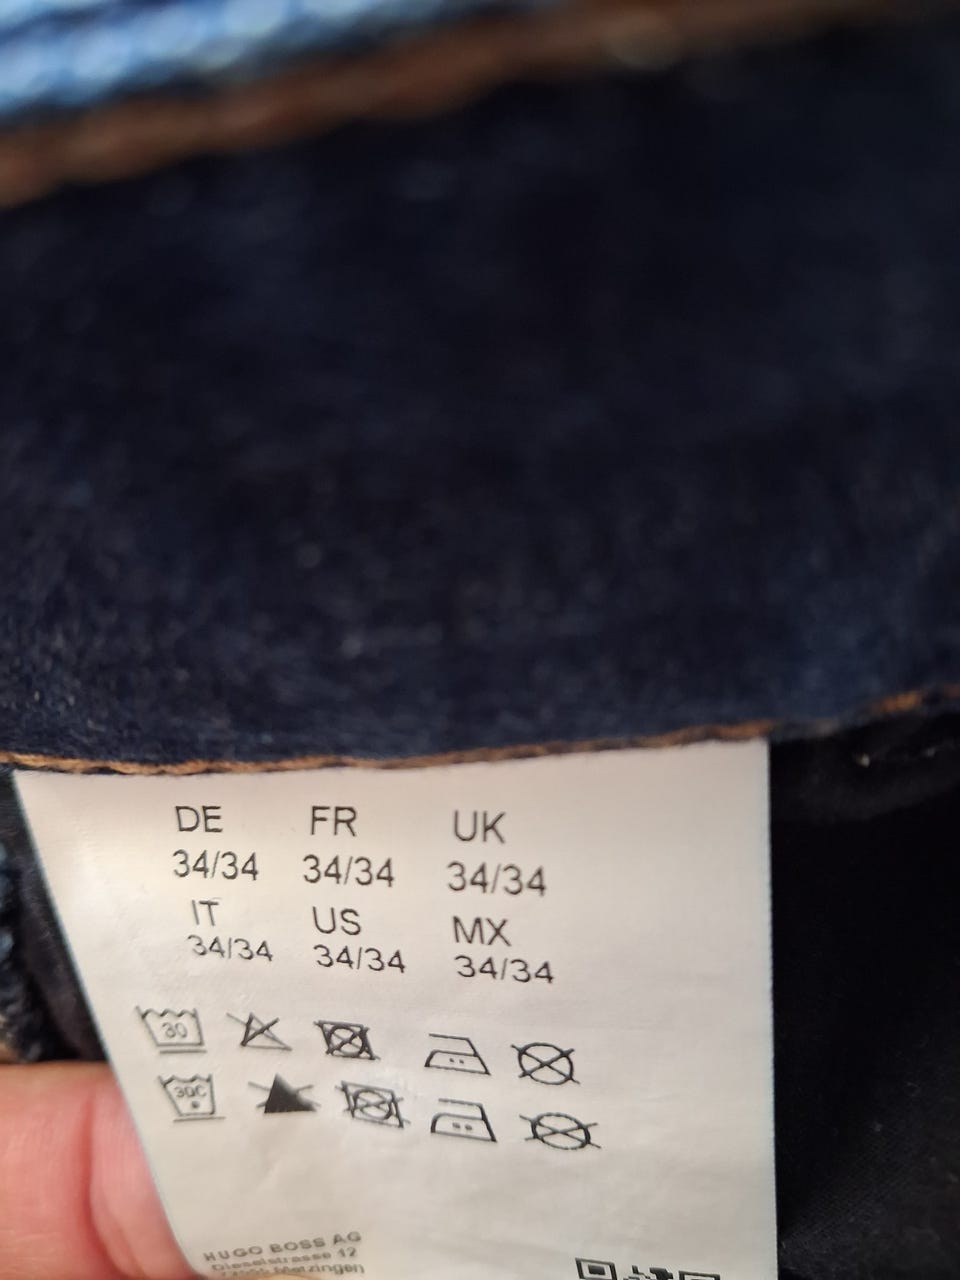 DE FR UK
34/34 34/34 34/34
IT US MX
34/34 34/34 34/34
30
30C
HUGO BOSS AG
Dieselstrasse 12
Metzingen